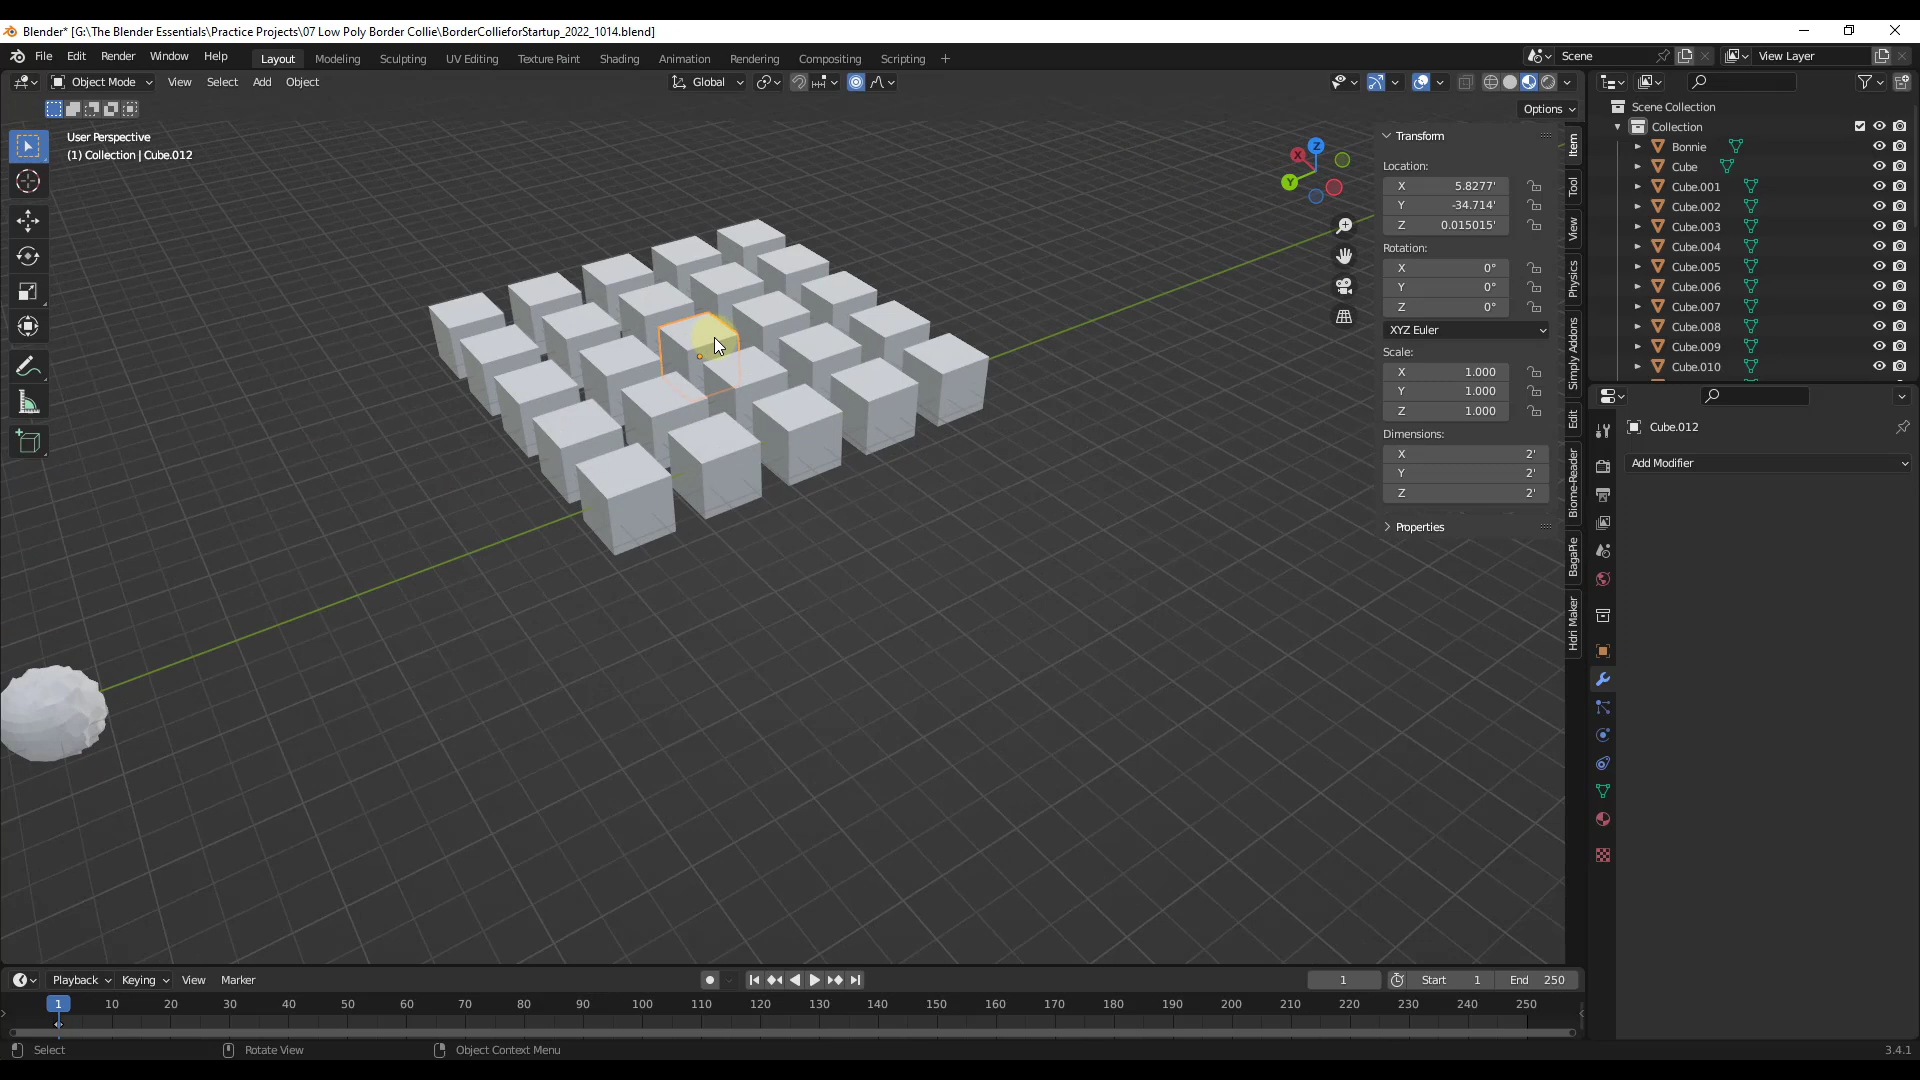 Blender* [G:\The Blender Essentials\Practice Projects\07 Low Poly Border Collie\BorderCollieforStartup_2022_1014.blend]
File Edit Render Window Help Layout Modeling Sculpting UV Editing Texture Paint Shading Animation Rendering Compositing Scripting + Scene View Layer
Object Mode View Select Add Object Global
Options
User Perspective
(1) Collection | Cube.012
Transform
Location:
X 5.8277'
Y -34.714'
Z 0.015015'
Rotation:
X 0°
Y 0°
Z 0°
XYZ Euler
Scale:
X 1.000
Y 1.000
Z 1.000
Dimensions:
X 2'
Y 2'
Z 2'
Properties
Item
Tool
View
Physics
Simply Addons
Edit
Biome-Reader
BagaPie
Hdri Maker
X
Y
Z
Scene Collection
Collection
Bonnie
Cube
Cube.001
Cube.002
Cube.003
Cube.004
Cube.005
Cube.006
Cube.007
Cube.008
Cube.009
Cube.010
Cube.012
Add Modifier
Playback Keying View Marker 1 Start 1 End 250
1 10 20 30 40 50 60 70 80 90 100 110 120 130 140 150 160 170 180 190 200 210 220 230 240 250
Select Rotate View Object Context Menu 3.4.1